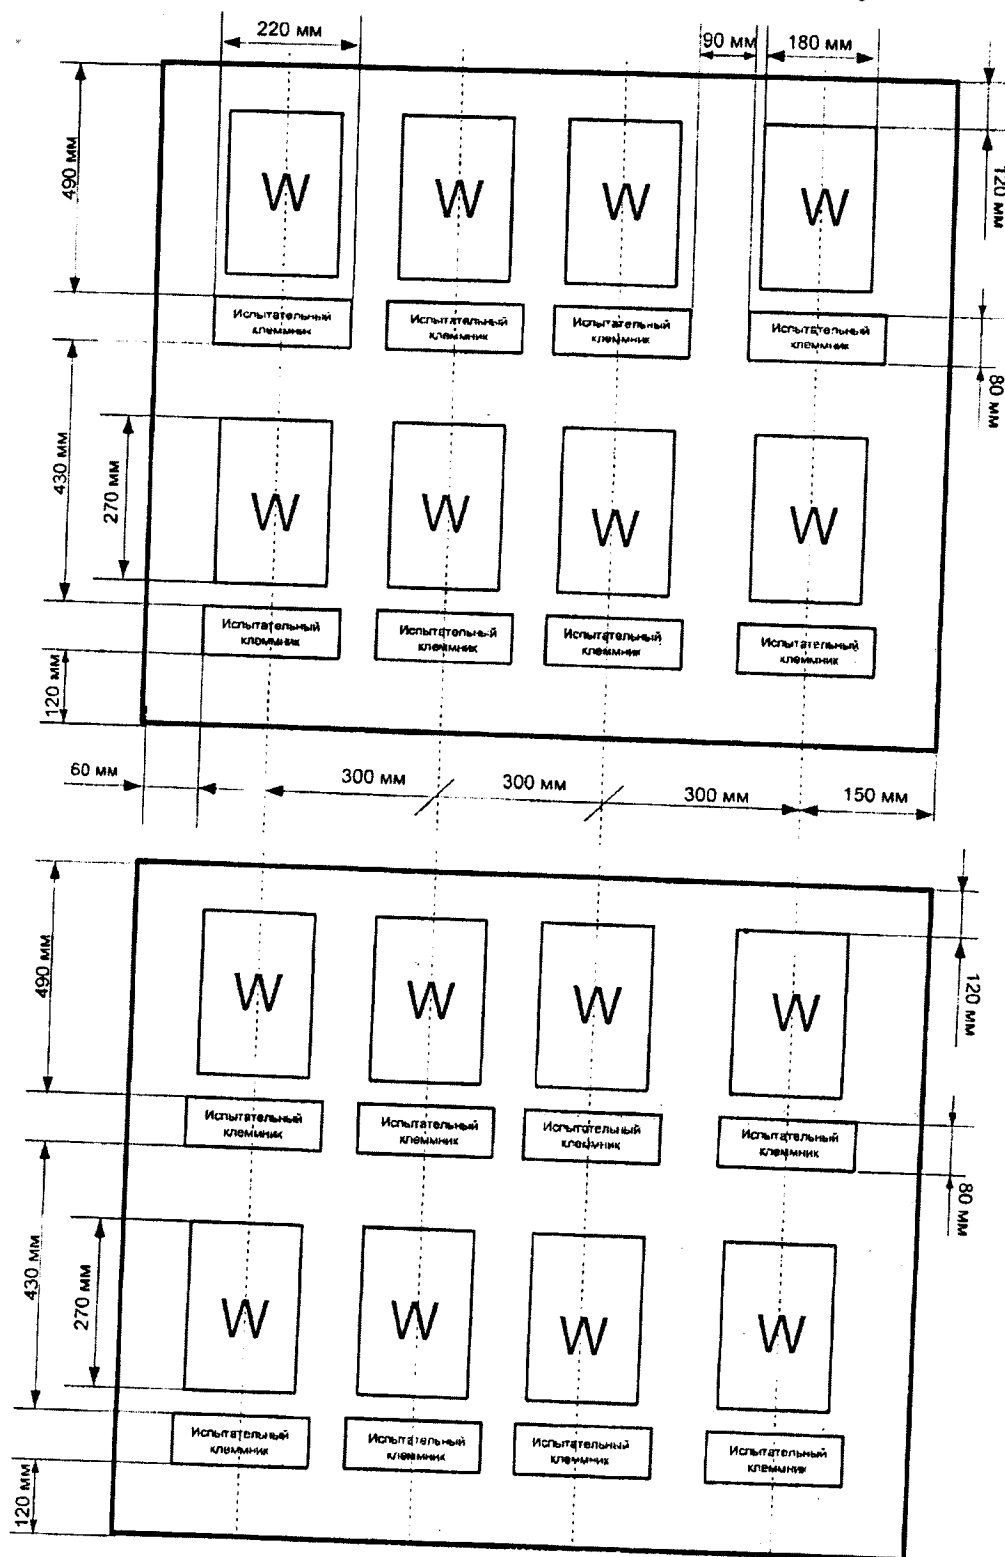 220 мм
90 мм
180 мм
490 мм
120 мм
W W W W
Испытательный
клеммник
Испытательный
клеммник
Испытательный
клеммник
Испытательный
клеммник
80 мм
430 мм
270 мм
W W W W
Испытательный
клеммник
Испытательный
клеммник
Испытательный
клеммник
Испытательный
клеммник
120 мм
60 мм
300 мм
300 мм
300 мм
150 мм
490 мм
120 мм
W W W W
Испытательный
клеммник
Испытательный
клеммник
Испытательный
клеммник
Испытательный
клеммник
80 мм
430 мм
270 мм
W W W W
Испытательный
клеммник
Испытательный
клеммник
Испытательный
клеммник
Испытательный
клеммник
120 мм